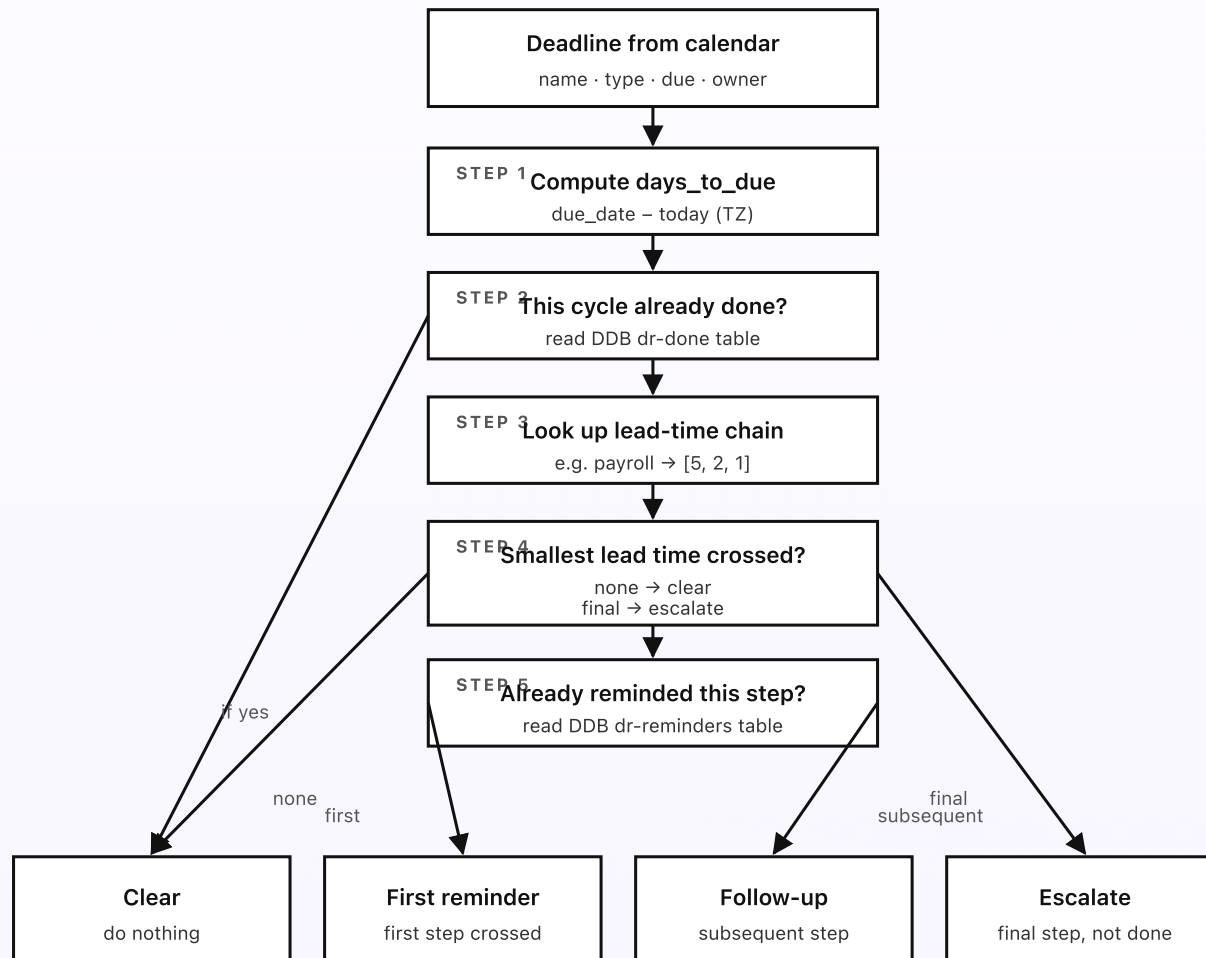 Deadline from calendar
name · type · due · owner
STEP 1
Compute days_to_due
due_date – today (TZ)
STEP 2
This cycle already done?
read DDB dr-done table
STEP 3
Look up lead-time chain
e.g. payroll → [5, 2, 1]
STEP 4
Smallest lead time crossed?
none → clear
final → escalate
STEP 5
Already reminded this step?
read DDB dr-reminders table
if yes
none
first
final
subsequent
Clear
do nothing
First reminder
first step crossed
Follow-up
subsequent step
Escalate
final step, not done